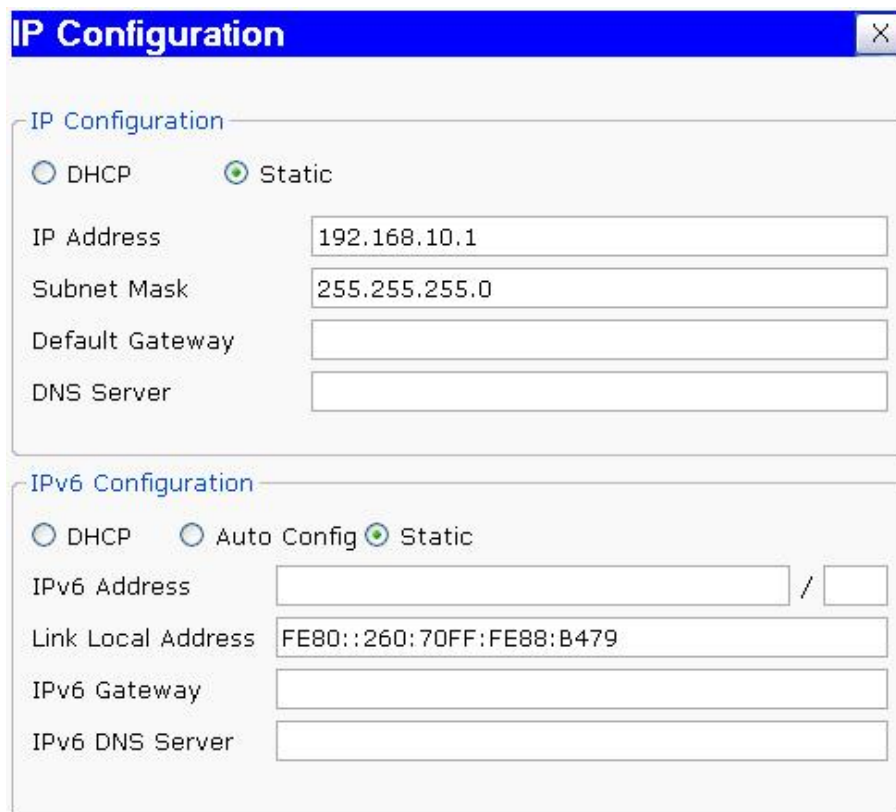 IP Configuration X
IP Configuration
DHCP Static
IP Address 192.168.10.1
Subnet Mask 255.255.255.0
Default Gateway
DNS Server
IPv6 Configuration
DHCP Auto Config Static
IPv6 Address /
Link Local Address FE80::260:70FF:FE88:B479
IPv6 Gateway
IPv6 DNS Server